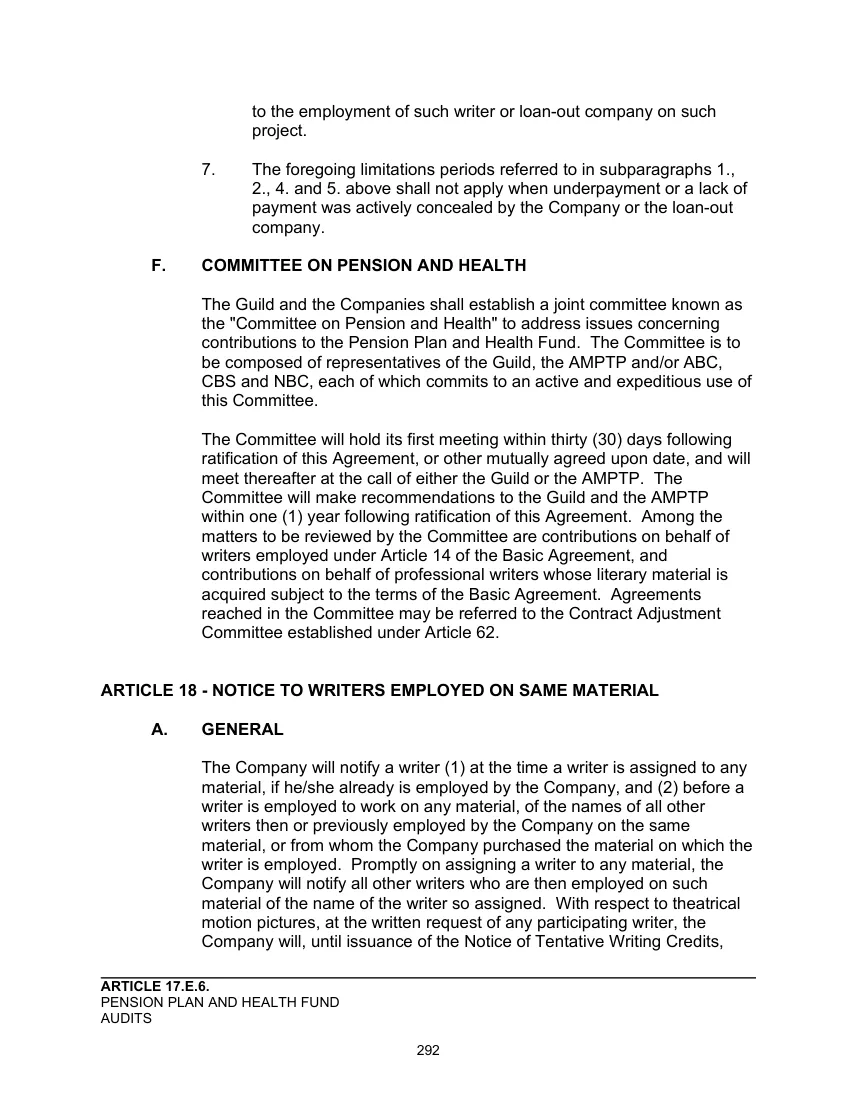 to the employment of such writer or loan-out company on such
project.
7. The foregoing limitations periods referred to in subparagraphs 1.,
2., 4. and 5. above shall not apply when underpayment or a lack of
payment was actively concealed by the Company or the loan-out
company.
F. COMMITTEE ON PENSION AND HEALTH
The Guild and the Companies shall establish a joint committee known as
the "Committee on Pension and Health" to address issues concerning
contributions to the Pension Plan and Health Fund. The Committee is to
be composed of representatives of the Guild, the AMPTP and/or ABC,
CBS and NBC, each of which commits to an active and expeditious use of
this Committee.
The Committee will hold its first meeting within thirty (30) days following
ratification of this Agreement, or other mutually agreed upon date, and will
meet thereafter at the call of either the Guild or the AMPTP. The
Committee will make recommendations to the Guild and the AMPTP
within one (1) year following ratification of this Agreement. Among the
matters to be reviewed by the Committee are contributions on behalf of
writers employed under Article 14 of the Basic Agreement, and
contributions on behalf of professional writers whose literary material is
acquired subject to the terms of the Basic Agreement. Agreements
reached in the Committee may be referred to the Contract Adjustment
Committee established under Article 62.
ARTICLE 18 - NOTICE TO WRITERS EMPLOYED ON SAME MATERIAL
A. GENERAL
The Company will notify a writer (1) at the time a writer is assigned to any
material, if he/she already is employed by the Company, and (2) before a
writer is employed to work on any material, of the names of all other
writers then or previously employed by the Company on the same
material, or from whom the Company purchased the material on which the
writer is employed. Promptly on assigning a writer to any material, the
Company will notify all other writers who are then employed on such
material of the name of the writer so assigned. With respect to theatrical
motion pictures, at the written request of any participating writer, the
Company will, until issuance of the Notice of Tentative Writing Credits,
ARTICLE 17.E.6.
PENSION PLAN AND HEALTH FUND
AUDITS
292